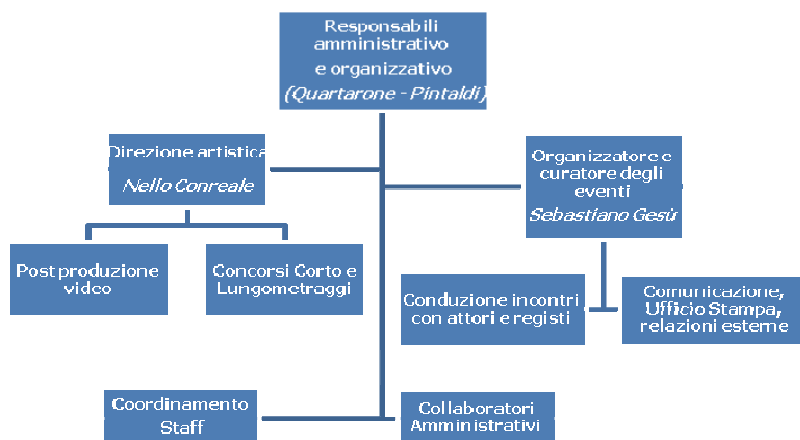 Responsabili
amministrativo
e organizzativo
(Quartarone - Pintaldi)
Direzione artistica
Nello Correale
Organizzatore e
curatore degli
eventi
Sebastiano Gesù
Post produzione
video
Concorsi Corto e
Lungometraggi
Conduzione incontri
con attori e registi
Comunicazione,
Ufficio Stampa,
relazioni esterne
Coordinamento
Staff
Collaboratori
Amministrativi